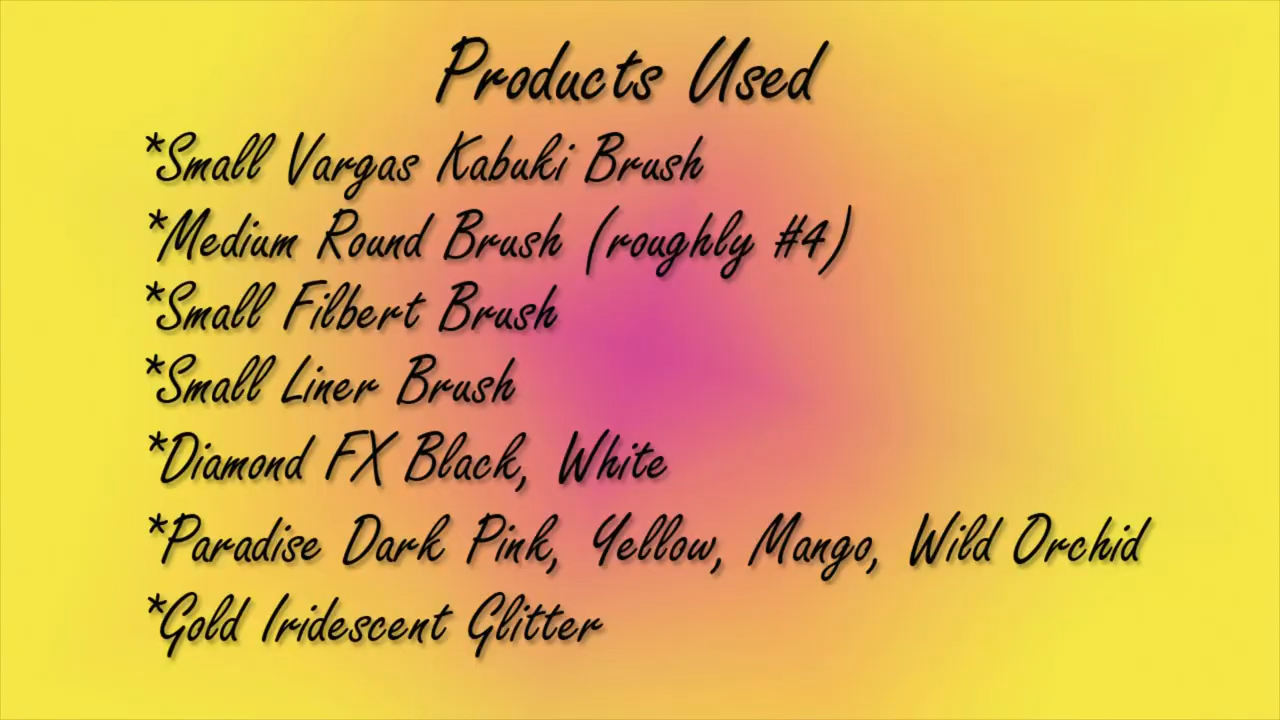 Products Used
*Small Vargas Kabuki Brush
*Medium Round Brush (roughly #4)
*Small Filbert Brush
*Small Liner Brush
*Diamond FX Black, White
*Paradise Dark Pink, Yellow, Mango, Wild Orchid
*Gold Iridescent Glitter